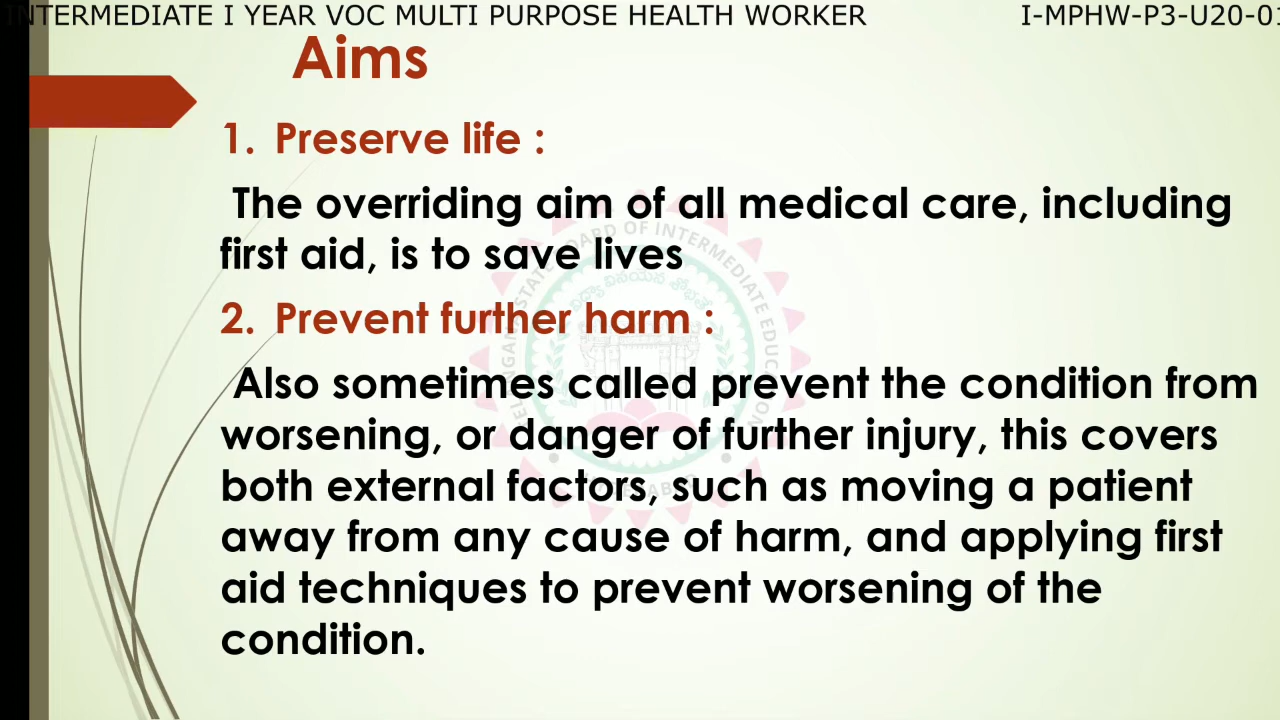 INTERMEDIATE I YEAR VOC MULTI PURPOSE HEALTH WORKER I-MPHW-P3-U20-01
Aims
1. Preserve life :
The overriding aim of all medical care, including
first aid, is to save lives
2. Prevent further harm :
Also sometimes called prevent the condition from
worsening, or danger of further injury, this covers
both external factors, such as moving a patient
away from any cause of harm, and applying first
aid techniques to prevent worsening of the
condition.